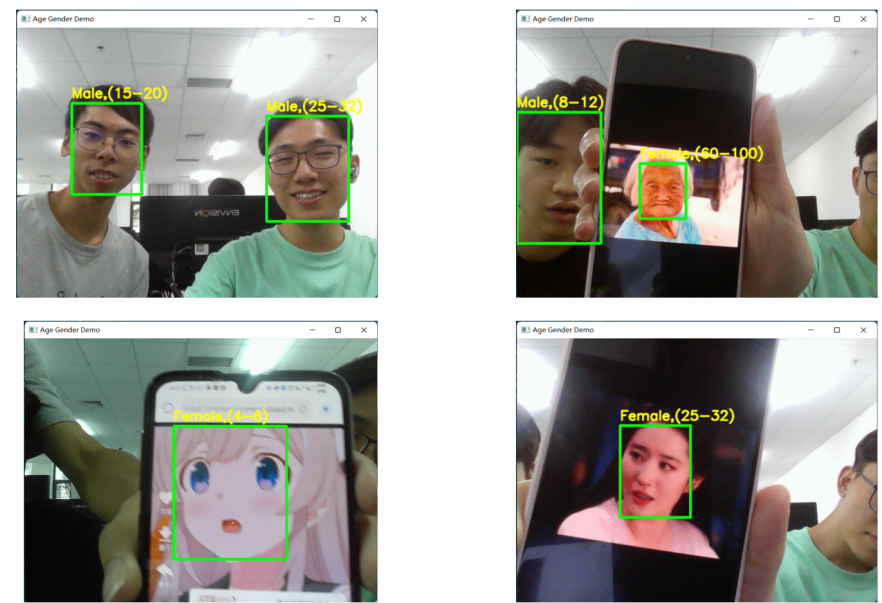 Age Gender Demo
Male,(15-20)
Male,(25-32)
ENVISION
Age Gender Demo
Male,(8-12)
Female,(60-100)
Age Gender Demo
Female,(4-6)
Age Gender Demo
Female,(25-32)